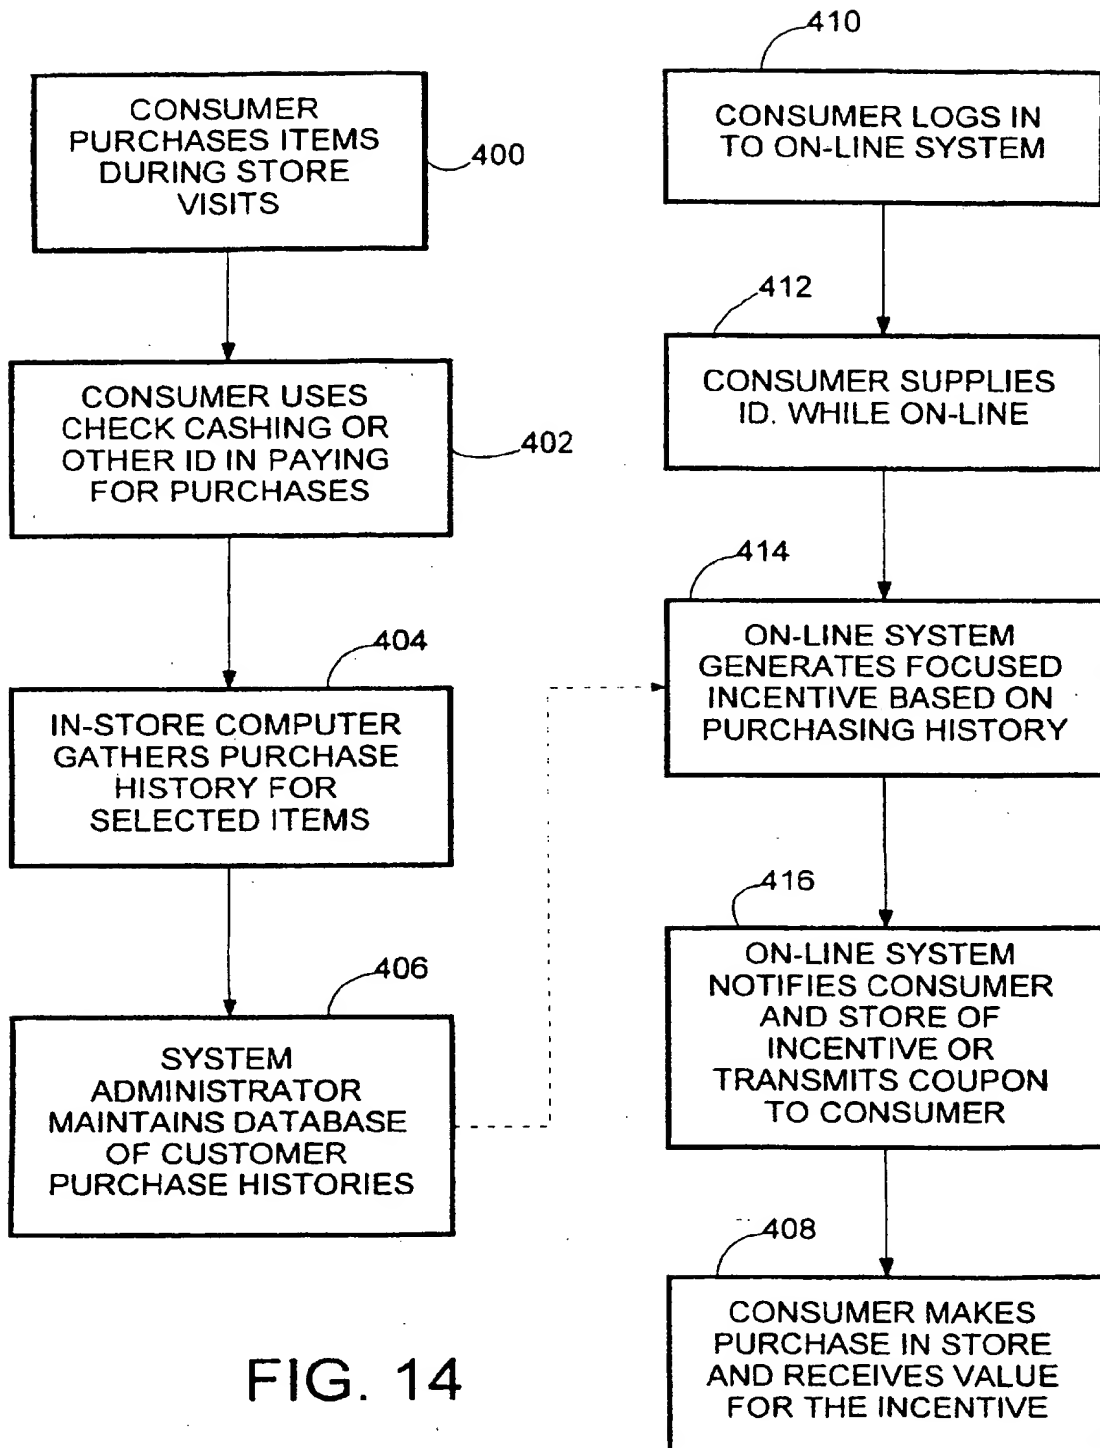 CONSUMER
PURCHASES ITEMS
DURING STORE
VISITS
400
CONSUMER USES
CHECK CASHING OR
OTHER ID IN PAYING
FOR PURCHASES
402
404
IN-STORE COMPUTER
GATHERS PURCHASE
HISTORY FOR
SELECTED ITEMS
406
SYSTEM
ADMINISTRATOR
MAINTAINS DATABASE
OF CUSTOMER
PURCHASE HISTORIES
410
CONSUMER LOGS IN
TO ON-LINE SYSTEM
412
CONSUMER SUPPLIES
ID. WHILE ON-LINE
414
ON-LINE SYSTEM
GENERATES FOCUSED
INCENTIVE BASED ON
PURCHASING HISTORY
416
ON-LINE SYSTEM
NOTIFIES CONSUMER
AND STORE OF
INCENTIVE OR
TRANSMITS COUPON
TO CONSUMER
408
CONSUMER MAKES
PURCHASE IN STORE
AND RECEIVES VALUE
FOR THE INCENTIVE
FIG. 14